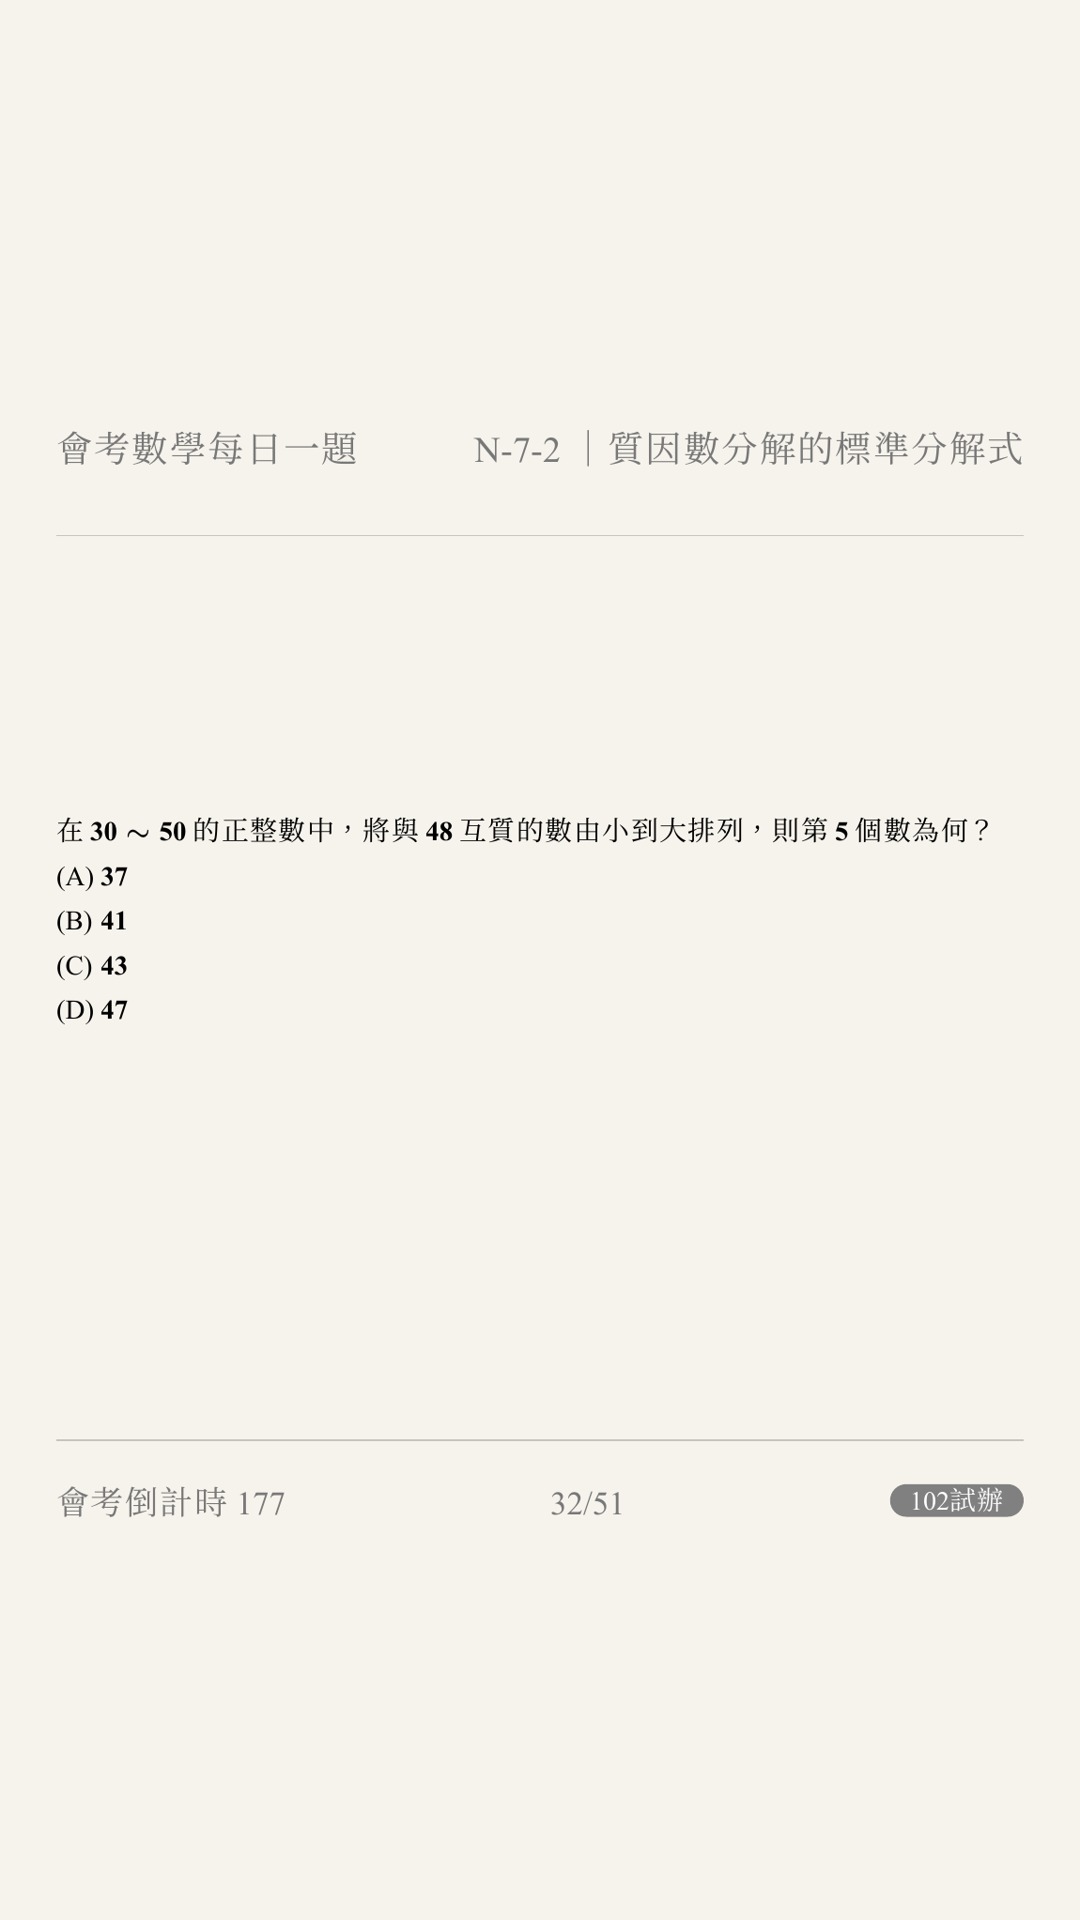 會考數學每日一題
N-7-2｜質因數分解的標準分解式
在 30 ～ 50 的正整數中，將與 48 互質的數由小到大排列，則第 5 個數為何？
(A) 37
(B) 41
(C) 43
(D) 47
會考倒計時 177
32/51
102試辦